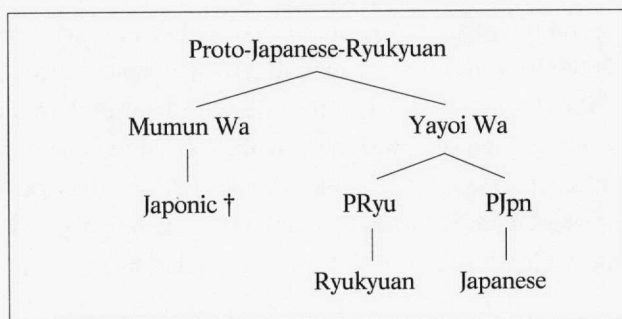 Proto-Japanese-Ryukyuan
Mumun Wa Yayoi Wa
Japonic † PRyu PJpn
Ryukyuan Japanese